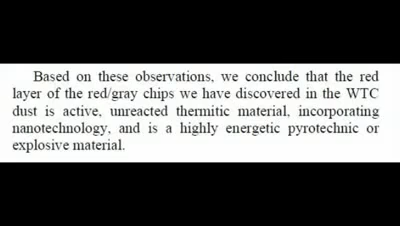 Based on these observations, we conclude that the red
layer of the red/gray chips we have discovered in the WTC
dust is active, unreacted thermitic material, incorporating
nanotechnology, and is a highly energetic pyrotechnic or
explosive material.